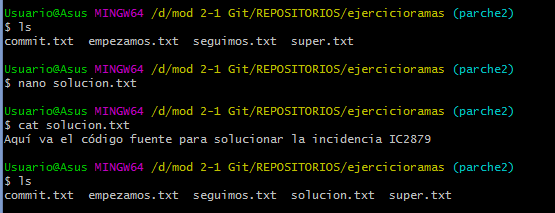 Usuario@Asus MINGW64 /d/mod 2-1 Git/REPOSITORIOS/ejercicioramas (parche2)
$ ls
commit.txt  empezamos.txt  seguimos.txt  super.txt
Usuario@Asus MINGW64 /d/mod 2-1 Git/REPOSITORIOS/ejercicioramas (parche2)
$ nano solucion.txt
Usuario@Asus MINGW64 /d/mod 2-1 Git/REPOSITORIOS/ejercicioramas (parche2)
$ cat solucion.txt
Aquí va el código fuente para solucionar la incidencia IC2879
Usuario@Asus MINGW64 /d/mod 2-1 Git/REPOSITORIOS/ejercicioramas (parche2)
$ ls
commit.txt  empezamos.txt  seguimos.txt  solucion.txt  super.txt